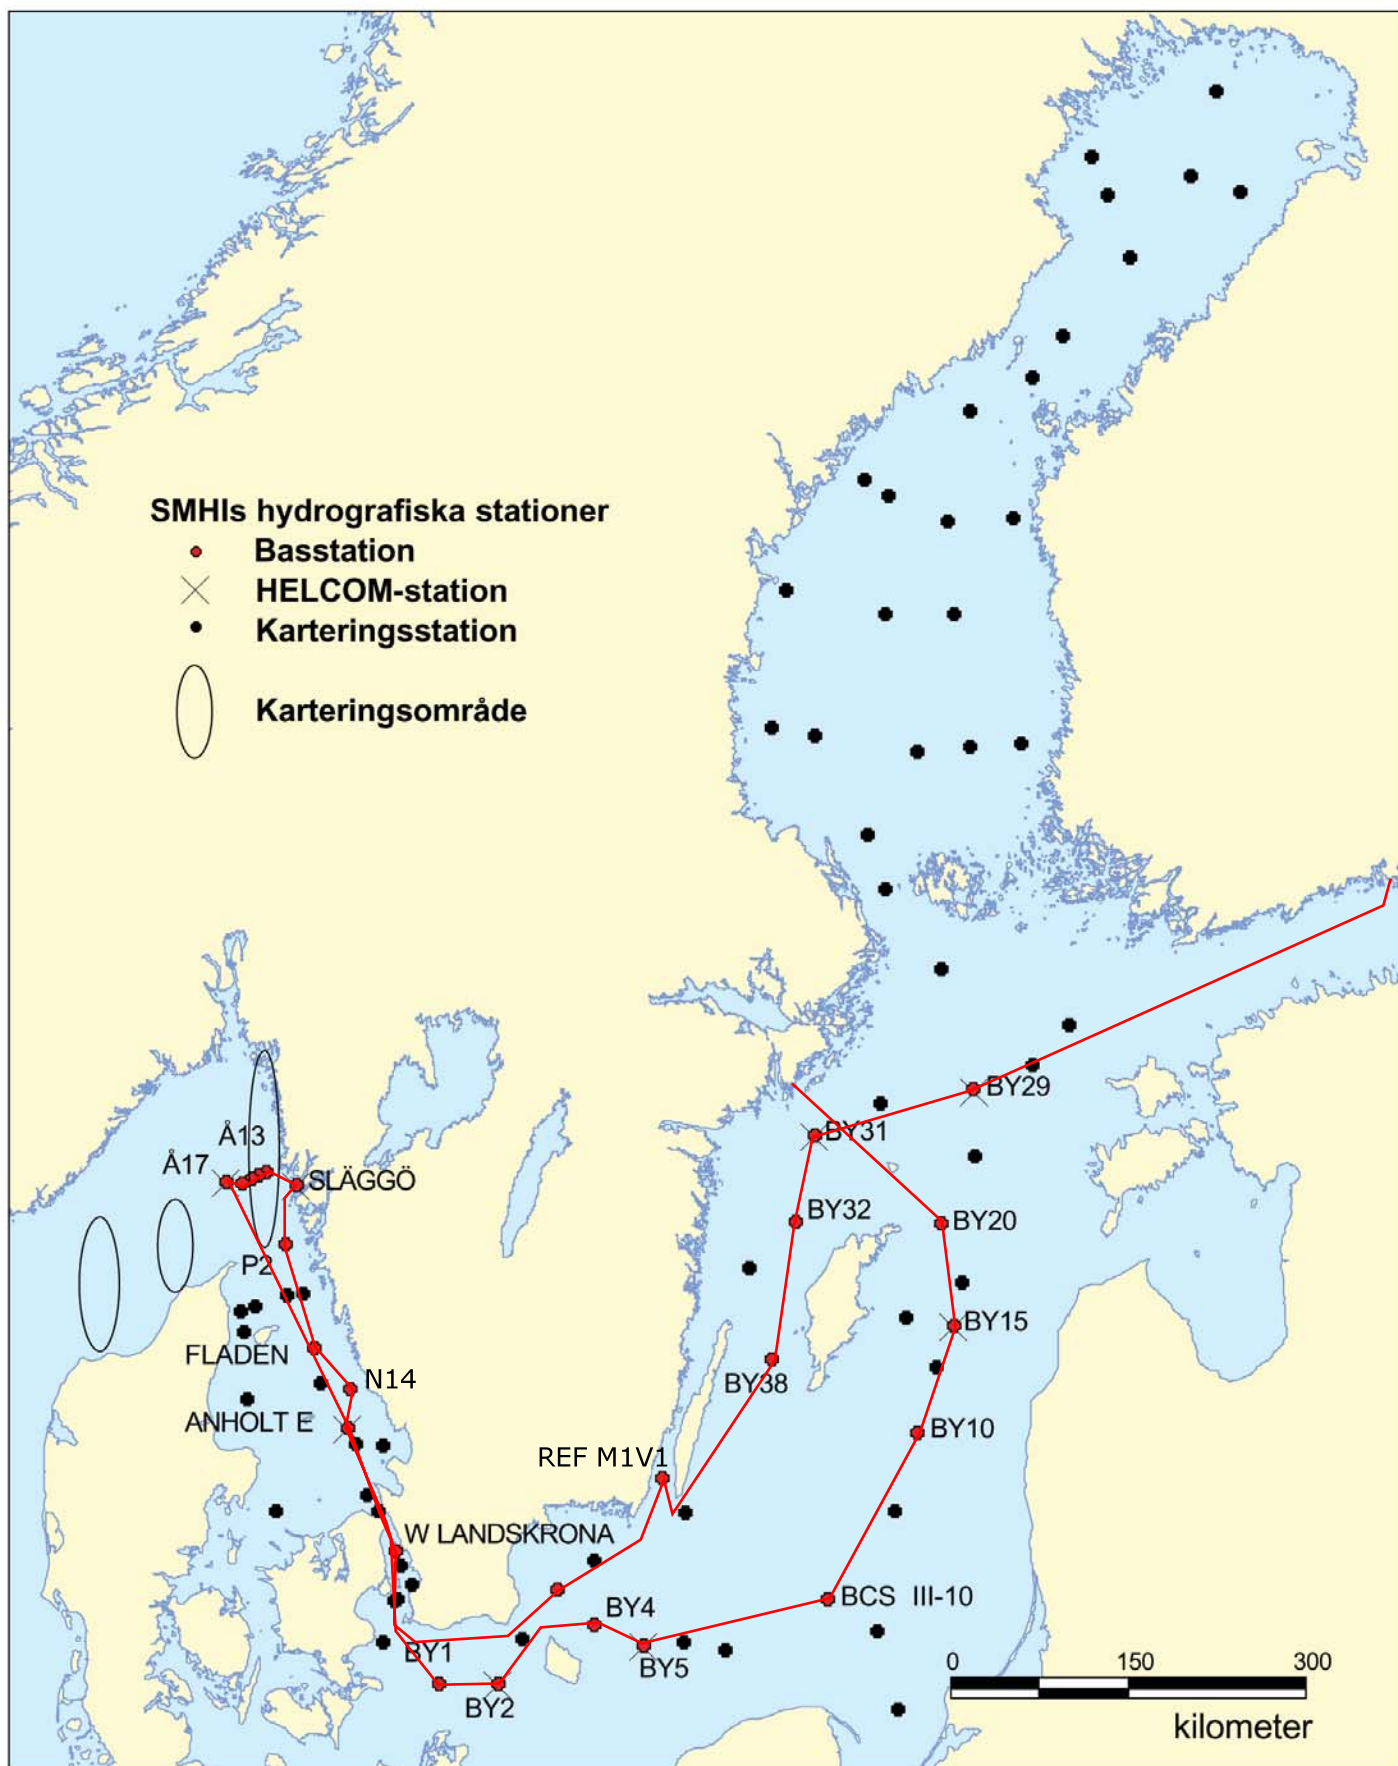 SMHIs hydrografiska stationer
Basstation
HELCOM-station
Karteringsstation
Karteringsområde
BY29
Å13
BY31
Å17
SLÄGGÖ
BY32
BY20
P2
BY15
FLADEN
N14
BY38
ANHOLT E
BY10
REF M1V1
W LANDSKRONA
BCS III-10
BY4
BY1
BY5
BY2
0 150 300
kilometer